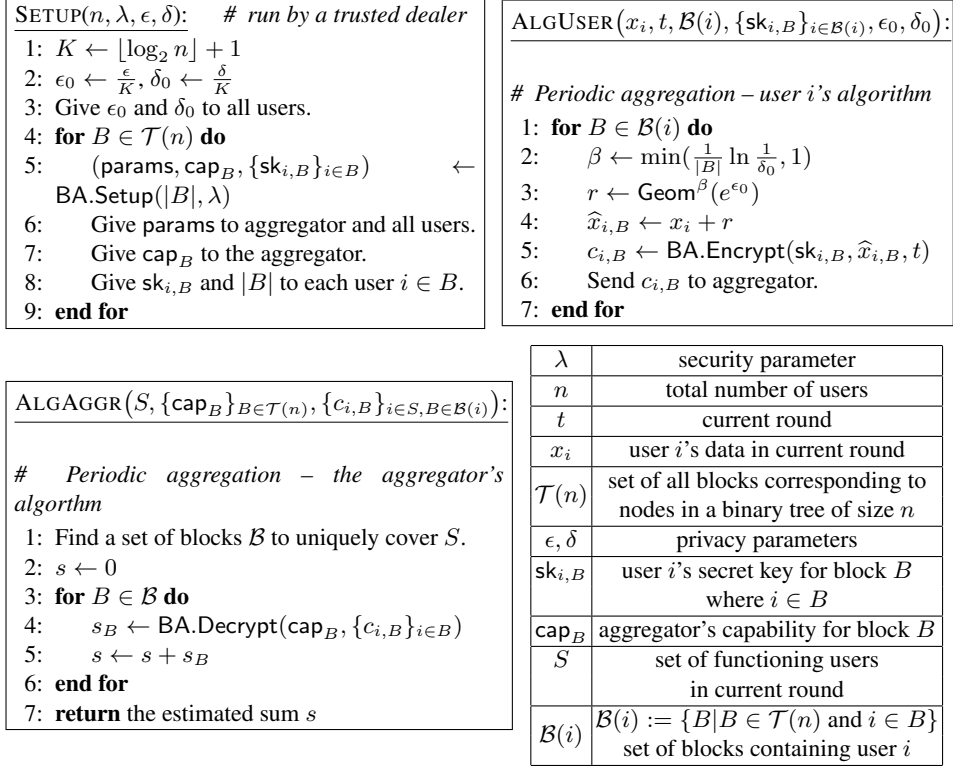 SETUP(n, λ, ϵ, δ): # run by a trusted dealer
1: K ← ⌊log₂ n⌋ + 1
2: ϵ₀ ← ϵ/K, δ₀ ← δ/K
3: Give ϵ₀ and δ₀ to all users.
4: for B ∈ 𝒯(n) do
5: (params, cap_B, {sk_{i,B}}_{i∈B}) ←
BA.Setup(|B|, λ)
6: Give params to aggregator and all users.
7: Give cap_B to the aggregator.
8: Give sk_{i,B} and |B| to each user i ∈ B.
9: end for
ALGUSER(x_i, t, ℬ(i), {sk_{i,B}}_{i∈ℬ(i)}, ϵ₀, δ₀):
# Periodic aggregation – user i's algorithm
1: for B ∈ ℬ(i) do
2: β ← min(1/|B| ln 1/δ₀, 1)
3: r ← Geom^β(e^{ϵ₀})
4: x̂_{i,B} ← x_i + r
5: c_{i,B} ← BA.Encrypt(sk_{i,B}, x̂_{i,B}, t)
6: Send c_{i,B} to aggregator.
7: end for
ALGAGGR(S, {cap_B}_{B∈𝒯(n)}, {c_{i,B}}_{i∈S,B∈ℬ(i)}):
# Periodic aggregation – the aggregator's
algorthm
1: Find a set of blocks ℬ to uniquely cover S.
2: s ← 0
3: for B ∈ ℬ do
4: s_B ← BA.Decrypt(cap_B, {c_{i,B}}_{i∈B})
5: s ← s + s_B
6: end for
7: return the estimated sum s
λ security parameter
n total number of users
t current round
x_i user i's data in current round
𝒯(n) set of all blocks corresponding to
nodes in a binary tree of size n
ϵ, δ privacy parameters
sk_{i,B} user i's secret key for block B
where i ∈ B
cap_B aggregator's capability for block B
S set of functioning users
in current round
ℬ(i) ℬ(i) := {B|B ∈ 𝒯(n) and i ∈ B}
set of blocks containing user i